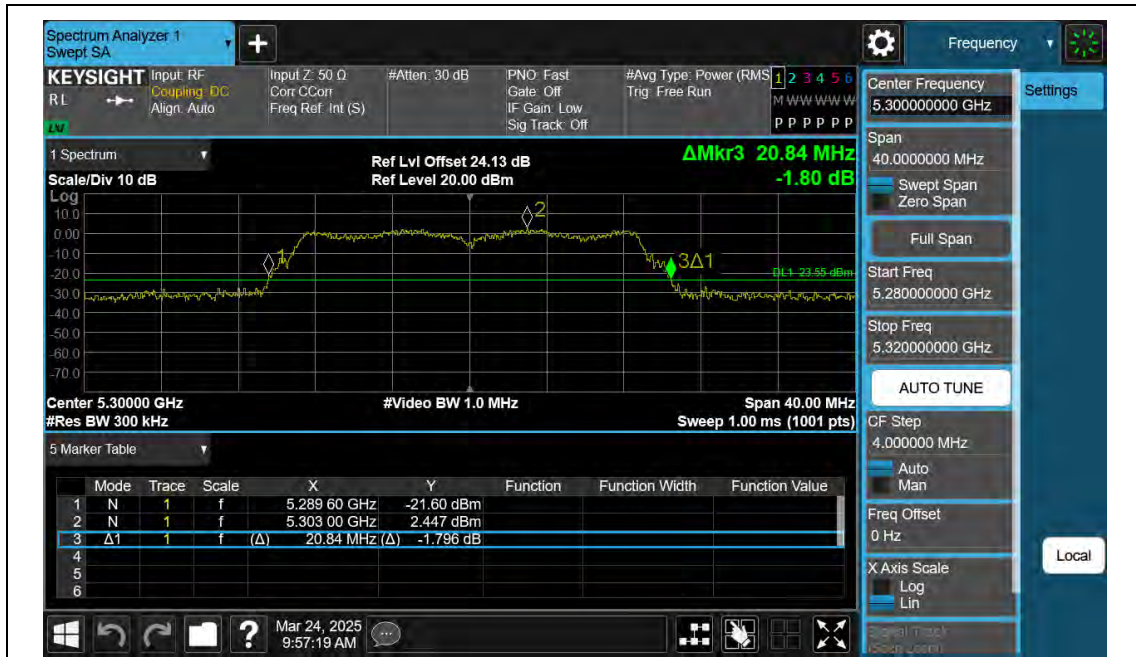 Spectrum Analyzer 1
Swept SA
Frequency
KEYSIGHT
RL
LXI
Input: RF
Coupling: DC
Align: Auto
Input Z: 50 Ω
Corr CCorr
Freq Ref: Int (S)
#Atten: 30 dB
PNO: Fast
Gate: Off
IF Gain: Low
Sig Track: Off
#Avg Type: Power (RMS
Trig: Free Run
1 2 3 4 5 6
M W W W W W
P P P P P P
1 Spectrum
Scale/Div 10 dB
Log
Ref Lvl Offset 24.13 dB
Ref Level 20.00 dBm
ΔMkr3 20.84 MHz
-1.80 dB
10.0
0.00
-10.0
-20.0
-30.0
-40.0
-50.0
-60.0
-70.0
1
2
3Δ1
DL1 -23.55 dBm
Center 5.30000 GHz
#Res BW 300 kHz
#Video BW 1.0 MHz
Span 40.00 MHz
Sweep 1.00 ms (1001 pts)
5 Marker Table
Mode Trace Scale X Y Function Function Width Function Value
1 N 1 f 5.289 60 GHz -21.60 dBm
2 N 1 f 5.303 00 GHz 2.447 dBm
3 Δ1 1 f (Δ) 20.84 MHz (Δ) -1.796 dB
4
5
6
?
Mar 24, 2025
9:57:19 AM
Center Frequency
5.300000000 GHz
Span
40.0000000 MHz
Swept Span
Zero Span
Full Span
Start Freq
5.280000000 GHz
Stop Freq
5.320000000 GHz
AUTO TUNE
CF Step
4.000000 MHz
Auto
Man
Freq Offset
0 Hz
X Axis Scale
Log
Lin
Signal Track
(Span Zoom)
Settings
Local